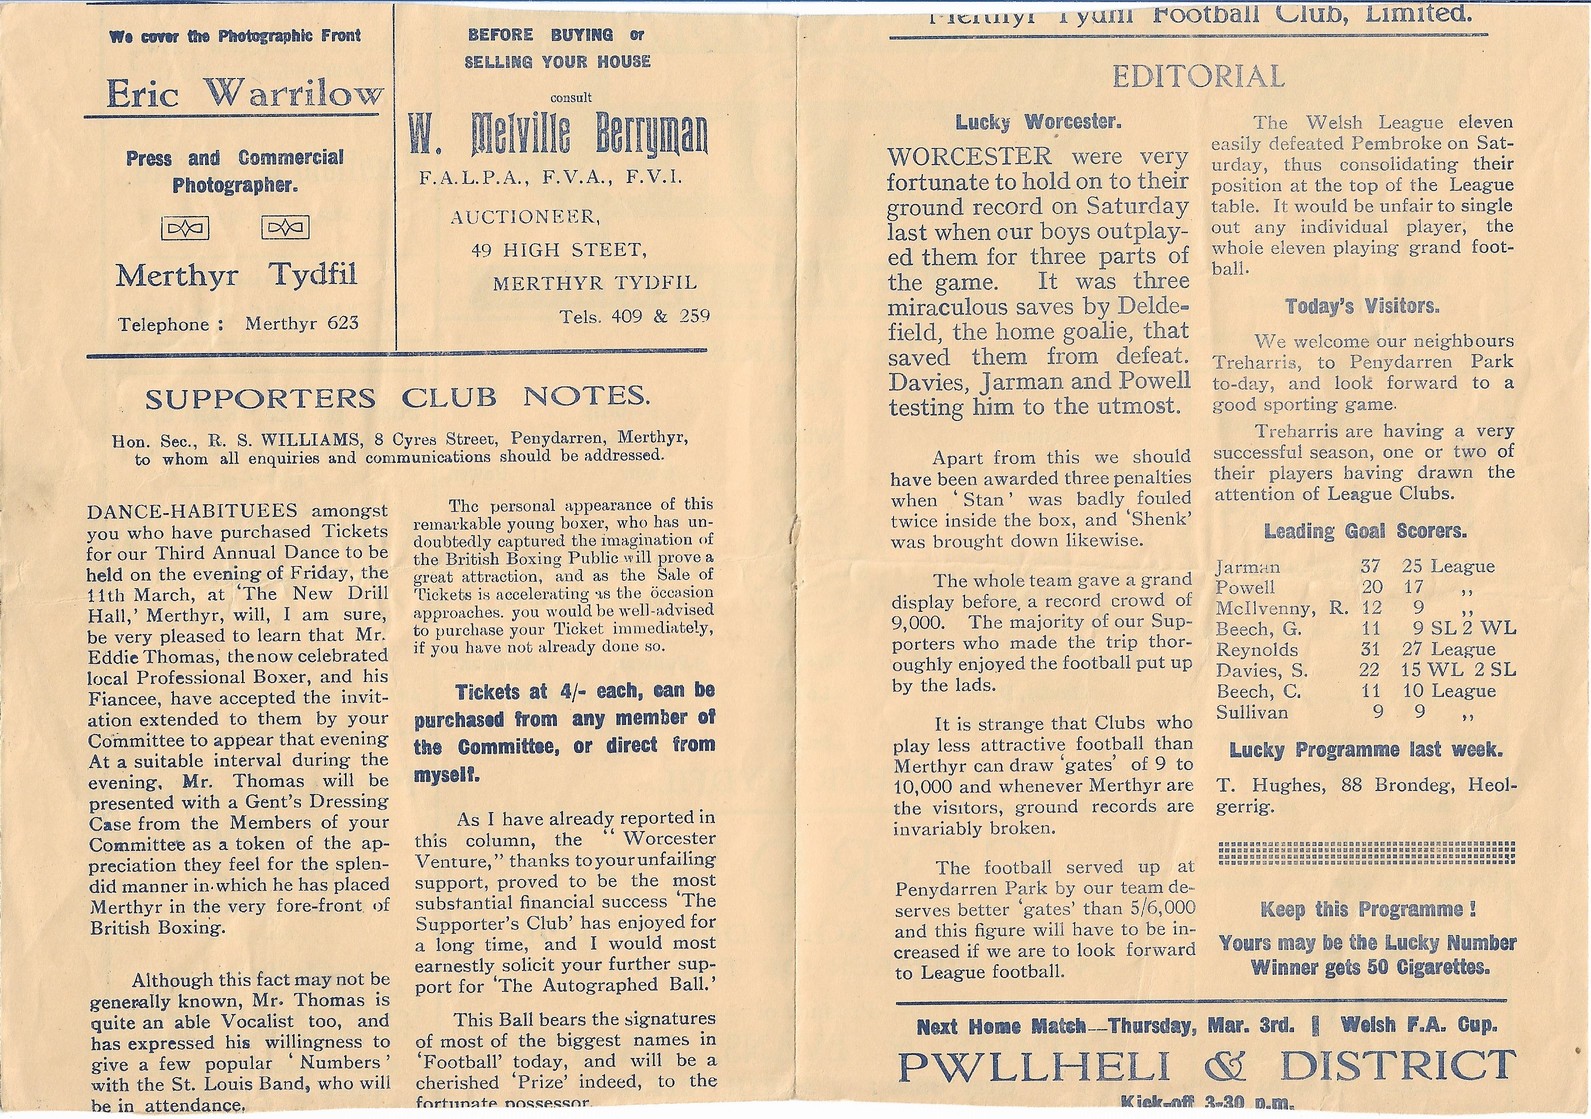 We cover the Photographic Front
Eric Warrilow
Press and Commercial
Photographer.
Merthyr Tydfil
Telephone : Merthyr 623
BEFORE BUYING or
SELLING YOUR HOUSE
consult
W. Melville Berryman
F.A.L.P.A., F.V.A., F.V.I.
AUCTIONEER,
49 HIGH STEET,
MERTHYR TYDFIL
Tels. 409 & 259
SUPPORTERS CLUB NOTES.
Hon. Sec., R. S. WILLIAMS, 8 Cyres Street, Penydarren, Merthyr,
to whom all enquiries and communications should be addressed.
DANCE-HABITUEES amongst
you who have purchased Tickets
for our Third Annual Dance to be
held on the evening of Friday, the
11th March, at 'The New Drill
Hall,' Merthyr, will, I am sure,
be very pleased to learn that Mr.
Eddie Thomas, the now celebrated
local Professional Boxer, and his
Fiancee, have accepted the invit-
ation extended to them by your
Committee to appear that evening
At a suitable interval during the
evening, Mr. Thomas will be
presented with a Gent's Dressing
Case from the Members of your
Committee as a token of the ap-
preciation they feel for the splen-
did manner in which he has placed
Merthyr in the very fore-front of
British Boxing.
Although this fact may not be
generally known, Mr. Thomas is
quite an able Vocalist too, and
has expressed his willingness to
give a few popular 'Numbers'
with the St. Louis Band, who will
be in attendance.
The personal appearance of this
remarkable young boxer, who has un-
doubtedly captured the imagination of
the British Boxing Public will prove a
great attraction, and as the Sale of
Tickets is accelerating as the occasion
approaches. you would be well-advised
to purchase your Ticket immediately,
if you have not already done so.
Tickets at 4/- each, can be
purchased from any member of
the Committee, or direct from
myself.
As I have already reported in
this column, the "Worcester
Venture," thanks to your unfailing
support, proved to be the most
substantial financial success 'The
Supporter's Club' has enjoyed for
a long time, and I would most
earnestly solicit your further sup-
port for 'The Autographed Ball.'
This Ball bears the signatures
of most of the biggest names in
'Football' today, and will be a
cherished 'Prize' indeed, to the
fortunate possessor.
Merthyr Tydfil Football Club, Limited.
EDITORIAL
Lucky Worcester.
WORCESTER were very
fortunate to hold on to their
ground record on Saturday
last when our boys outplay-
ed them for three parts of
the game. It was three
miraculous saves by Delde-
field, the home goalie, that
saved them from defeat.
Davies, Jarman and Powell
testing him to the utmost.
Apart from this we should
have been awarded three penalties
when 'Stan' was badly fouled
twice inside the box, and 'Shenk'
was brought down likewise.
The whole team gave a grand
display before, a record crowd of
9,000. The majority of our Sup-
porters who made the trip thor-
oughly enjoyed the football put up
by the lads.
It is strange that Clubs who
play less attractive football than
Merthyr can draw 'gates' of 9 to
10,000 and whenever Merthyr are
the visitors, ground records are
invariably broken.
The football served up at
Penydarren Park by our team de-
serves better 'gates' than 5/6,000
and this figure will have to be in-
creased if we are to look forward
to League football.
The Welsh League eleven
easily defeated Pembroke on Sat-
urday, thus consolidating their
position at the top of the League
table. It would be unfair to single
out any individual player, the
whole eleven playing grand foot-
ball.
Today's Visitors.
We welcome our neighbours
Treharris, to Penydarren Park
to-day, and look forward to a
good sporting game.
Treharris are having a very
successful season, one or two of
their players having drawn the
attention of League Clubs.
Leading Goal Scorers.
Jarman 37 25 League
Powell 20 17 ,,
McIlvenny, R. 12 9 ,,
Beech, G. 11 9 SL 2 WL
Reynolds 31 27 League
Davies, S. 22 15 WL 2 SL
Beech, C. 11 10 League
Sullivan 9 9 ,,
Lucky Programme last week.
T. Hughes, 88 Brondeg, Heol-
gerrig.
Keep this Programme !
Yours may be the Lucky Number
Winner gets 50 Cigarettes.
Next Home Match—Thursday, Mar. 3rd. | Welsh F.A. Cup.
PWLLHELI & DISTRICT
Kick-off 3-30 p.m.